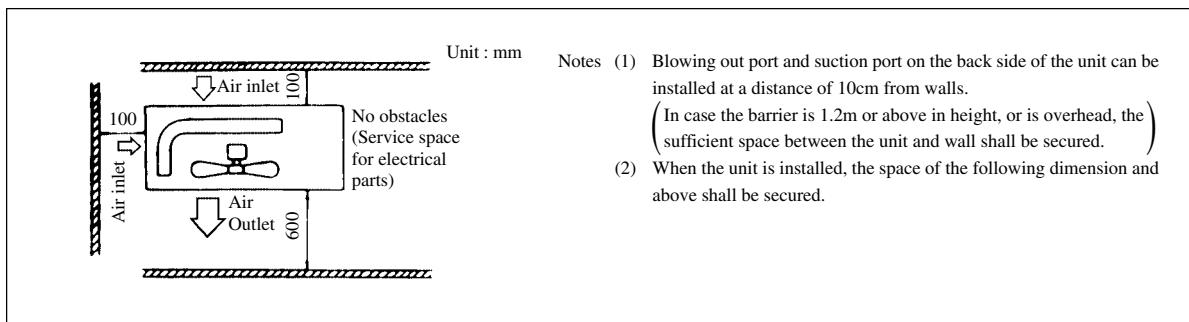 Unit : mm
Air inlet
100
100
Air inlet
No obstacles
(Service space
for electrical
parts)
Air
Outlet
600
Notes (1) Blowing out port and suction port on the back side of the unit can be
installed at a distance of 10cm from walls.
(In case the barrier is 1.2m or above in height, or is overhead, the
sufficient space between the unit and wall shall be secured.)
(2) When the unit is installed, the space of the following dimension and
above shall be secured.